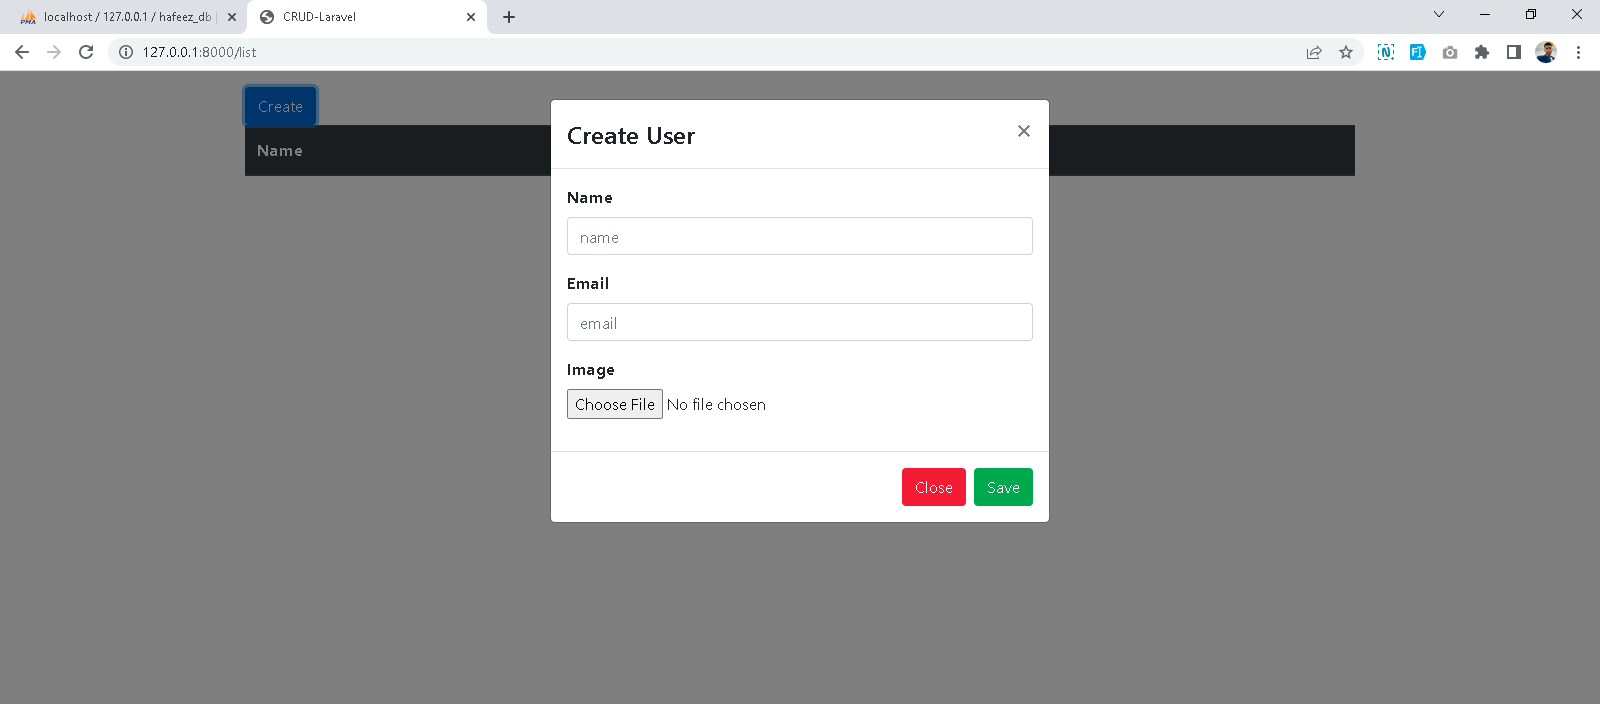 localhost / 127.0.0.1 / hafeez_db
CRUD-Laravel
127.0.0.1:8000/list
Create
Name
Create User
Name
name
Email
email
Image
Choose File No file chosen
Close Save